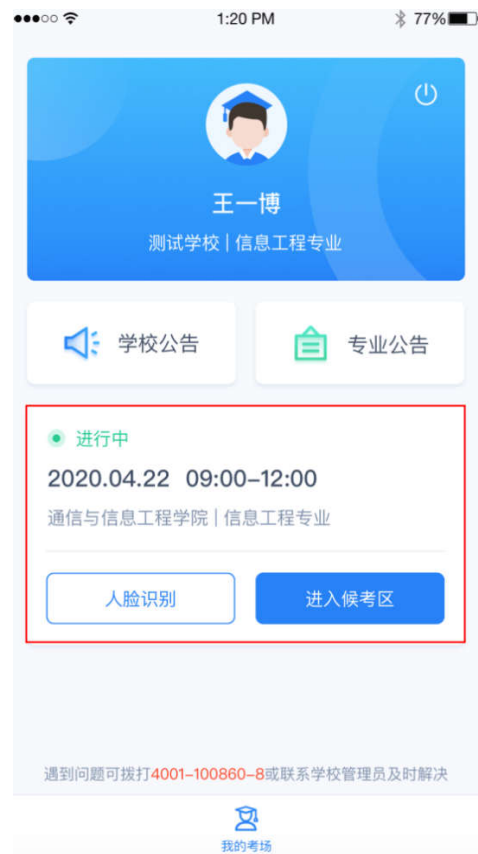 1:20 PM
77%
王一博
测试学校 | 信息工程专业
学校公告
专业公告
进行中
2020.04.22 09:00-12:00
通信与信息工程学院 | 信息工程专业
人脸识别
进入候考区
遇到问题可拨打4001-100860-8或联系学校管理员及时解决
我的考场